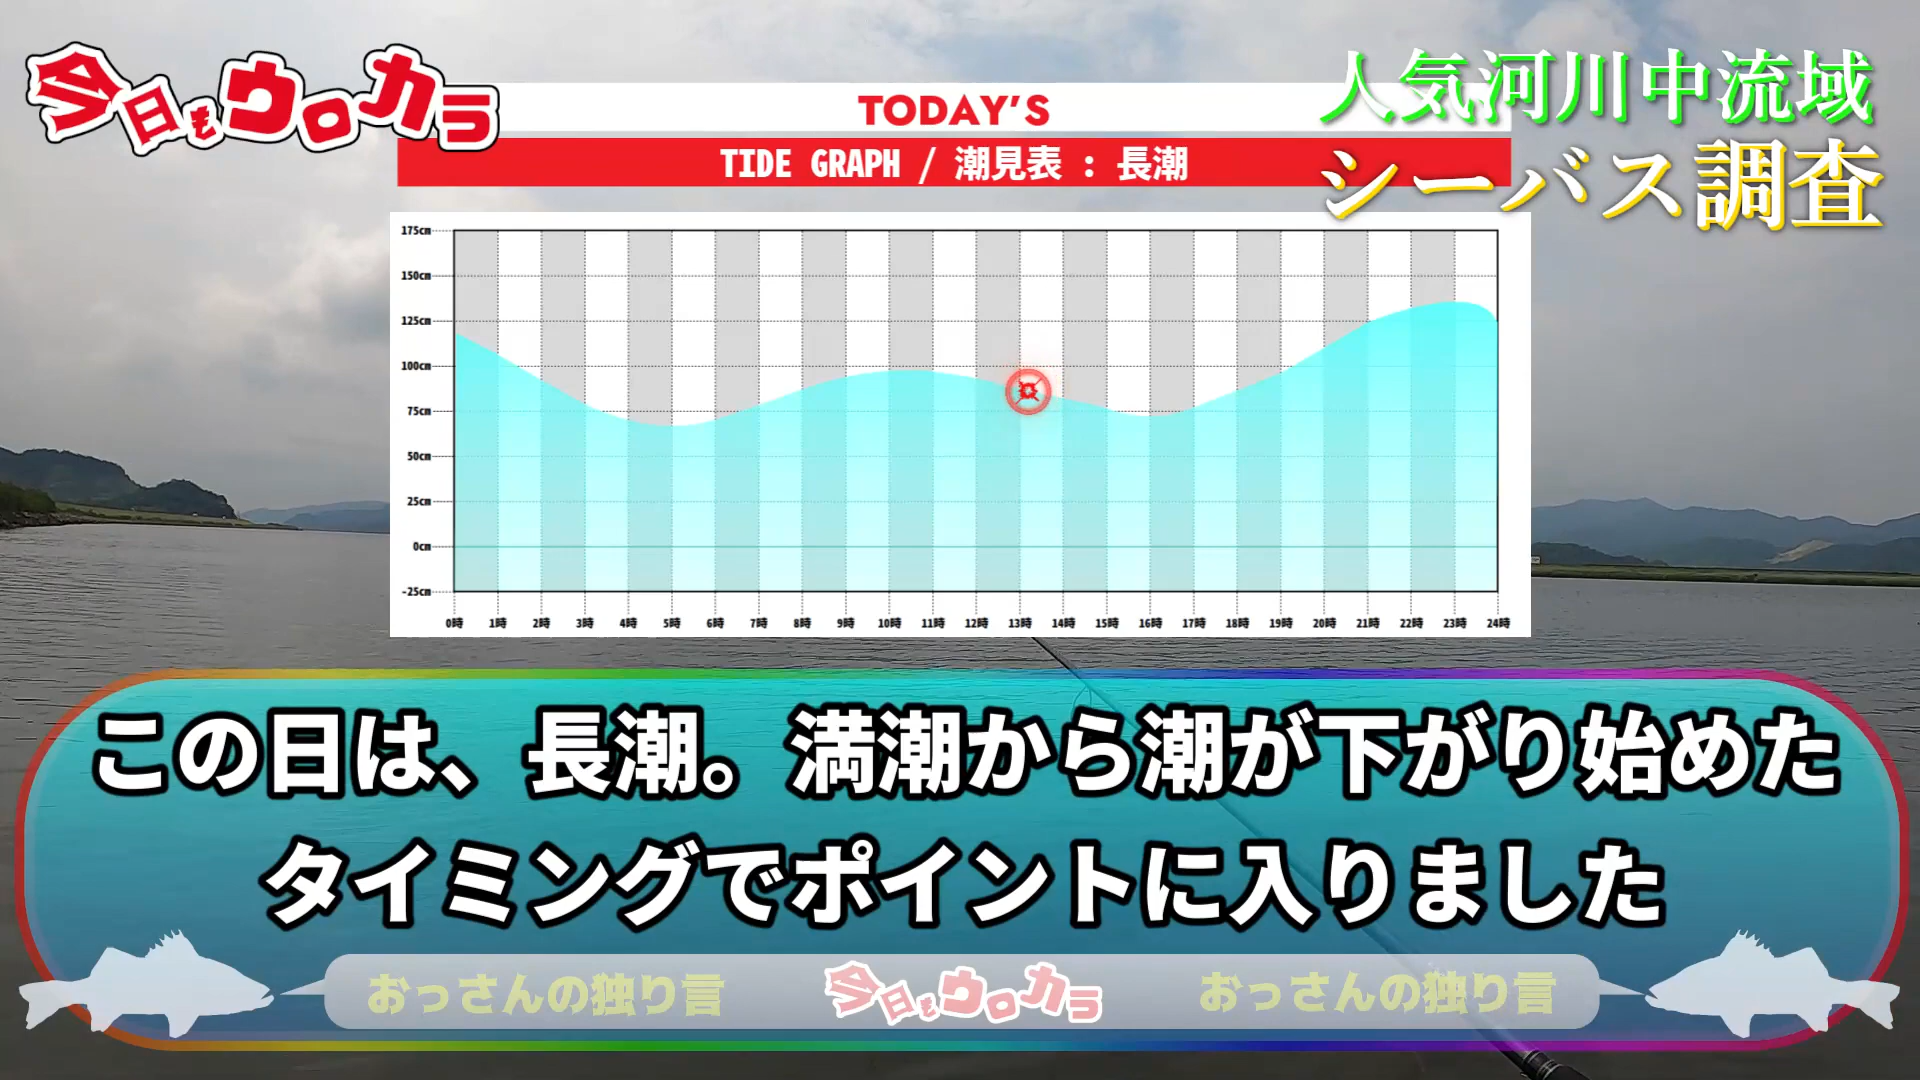 今日もウロカラ
人気河川中流域
シーバス調査
TODAY'S
TIDE GRAPH / 潮見表 : 長潮
175cm
150cm
125cm
100cm
75cm
50cm
25cm
0cm
-25cm
0時 1時 2時 3時 4時 5時 6時 7時 8時 9時 10時 11時 12時 13時 14時 15時 16時 17時 18時 19時 20時 21時 22時 23時 24時
この日は、長潮。満潮から潮が下がり始めた
タイミングでポイントに入りました
おっさんの独り言 今日もウロカラ おっさんの独り言